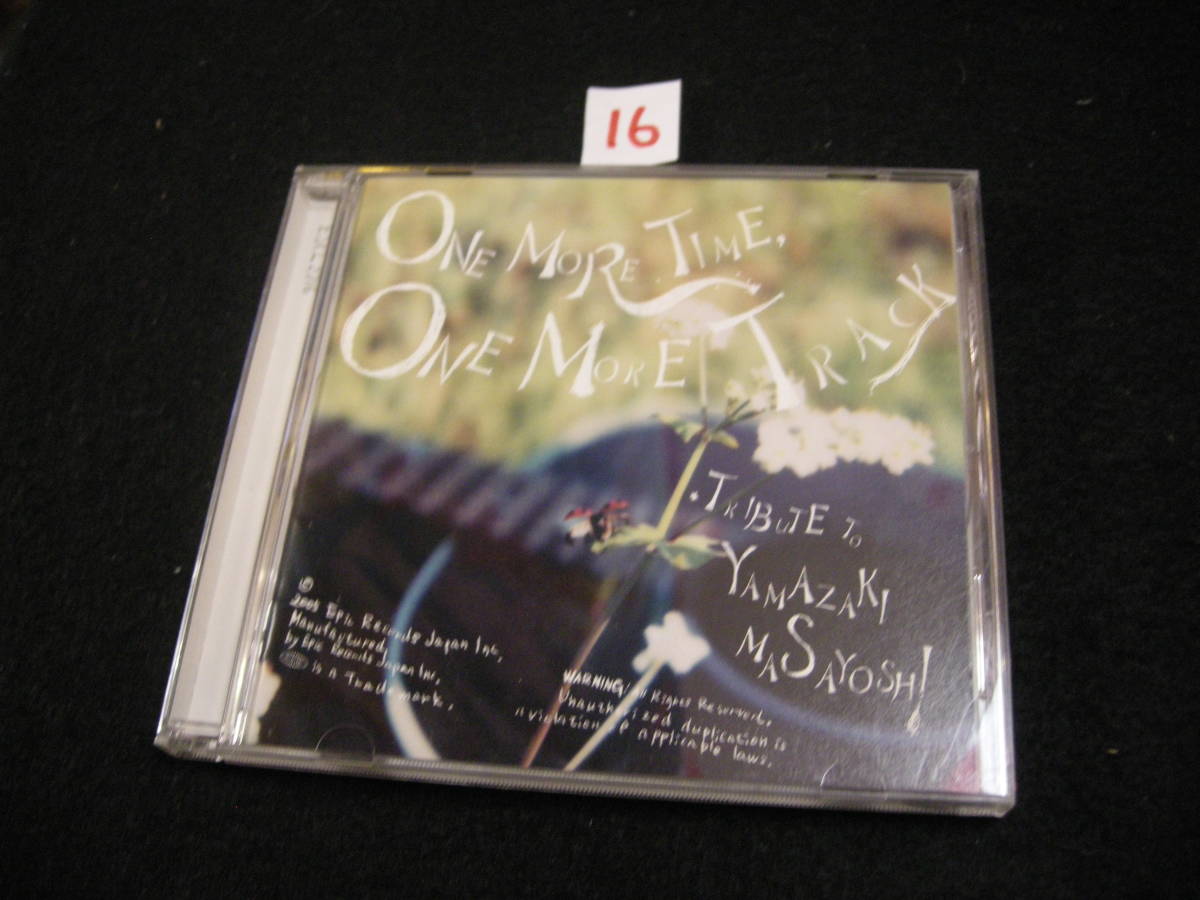 16
ONE MORE TIME,
ONE MORE TRACK
・TRIBUTE TO
YAMAZAKI
MASAYOSHI
© 
2005 Epic Records Japan Inc.
Manufactured
by Epic Records Japan Inc.
is a Trademark.
WARNING: All Rights Reserved.
Unauthorized duplication is
a violation of applicable laws.